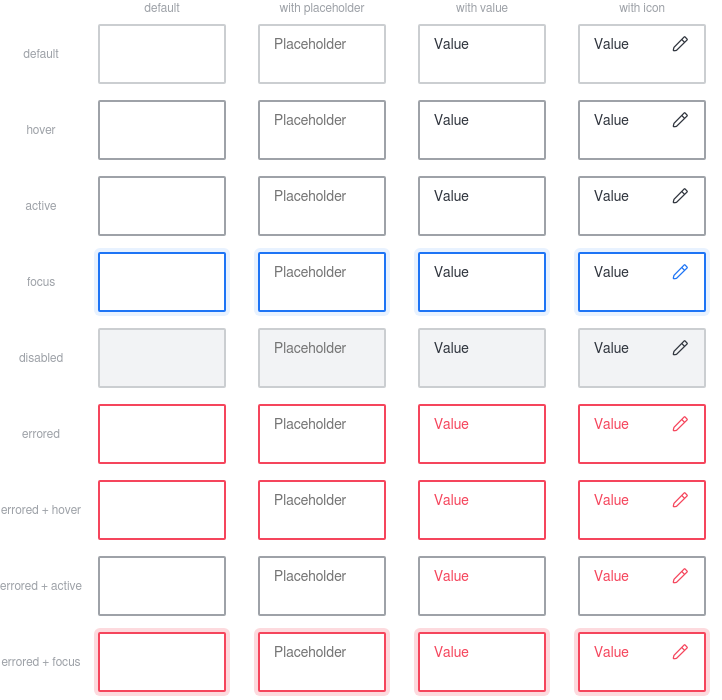 default with placeholder with value with icon
default Placeholder Value Value
hover Placeholder Value Value
active Placeholder Value Value
focus Placeholder Value Value
disabled Placeholder Value Value
errored Placeholder Value Value
errored + hover Placeholder Value Value
errored + active Placeholder Value Value
errored + focus Placeholder Value Value